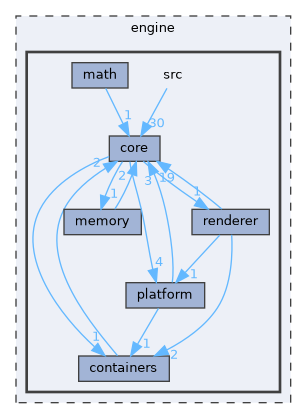 engine
math
src
1
30
core
2
2
1
3
19
1
memory
renderer
4
1
platform
1
1
2
containers